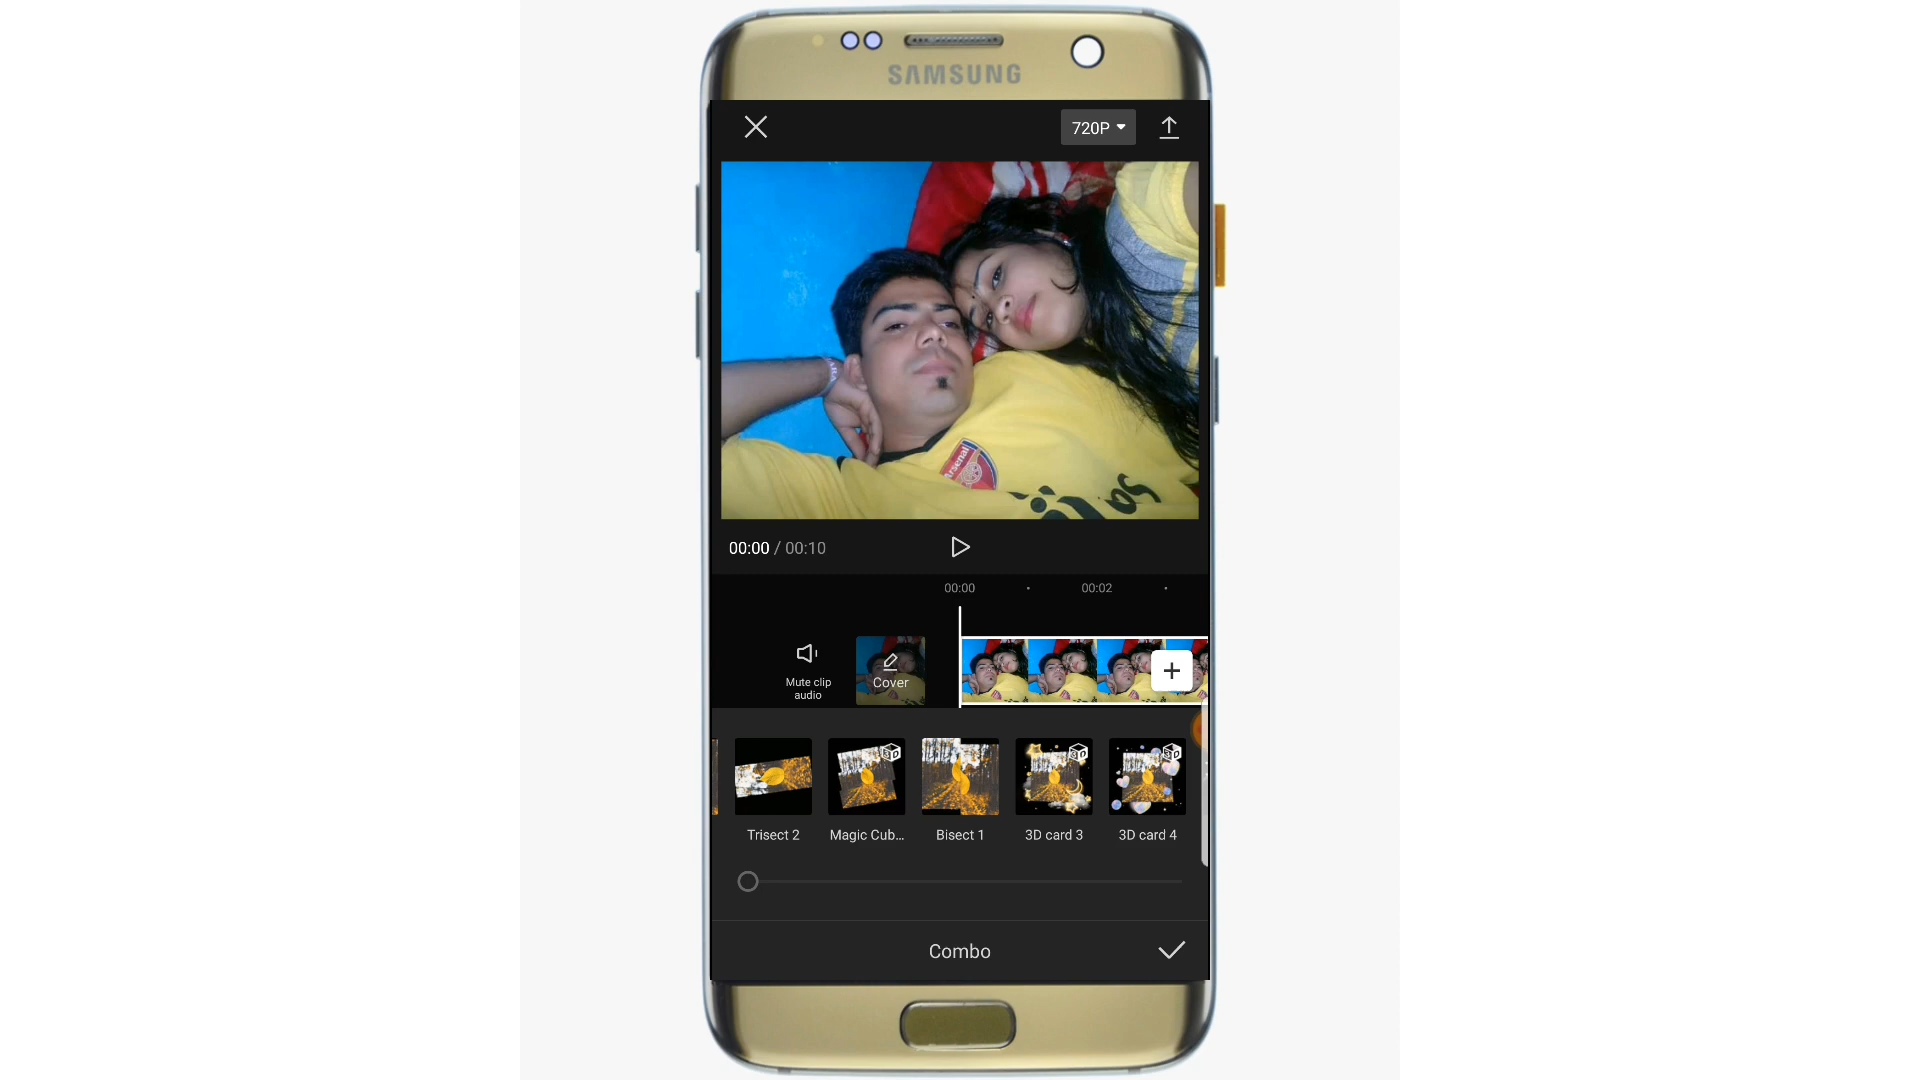 SAMSUNG
720P
Arsenal
00:00 / 00:10
00:00
00:02
Mute clip
audio
Cover
Trisect 2
Magic Cub...
Bisect 1
3D card 3
3D card 4
Combo